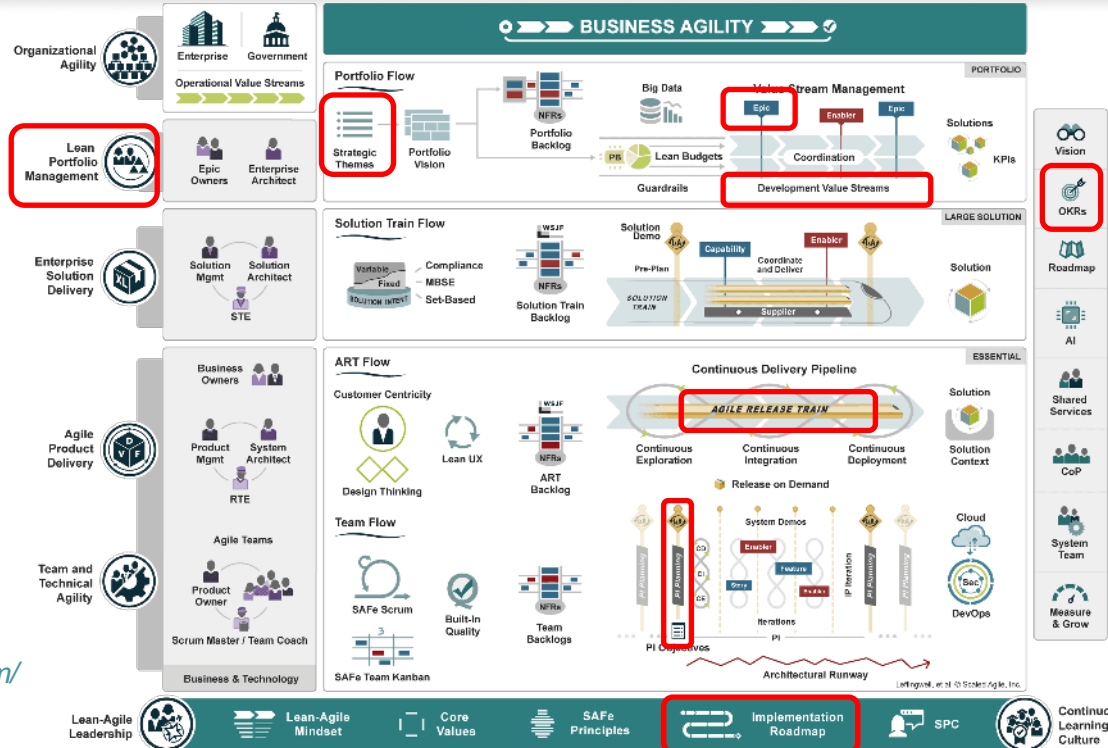 BUSINESS AGILITY
Organizational
Agility
Enterprise
Government
Operational Value Streams
Lean
Portfolio
Management
Epic
Owners
Enterprise
Architect
Portfolio Flow
PORTFOLIO
Strategic
Themes
Portfolio
Vision
NFRs
Portfolio
Backlog
Big Data
Value Stream Management
Epic
Enabler
Epic
PB
Lean Budgets
Coordination
Guardrails
Development Value Streams
Solutions
KPIs
Enterprise
Solution
Delivery
XL
Solution
Mgmt
Solution
Architect
STE
Solution Train Flow
LARGE SOLUTION
Variable
Fixed
SOLUTION INTENT
Compliance
MBSE
Set-Based
WSJF
NFRs
Solution Train
Backlog
Solution
Demo
Pre-Plan
Capability
Enabler
Coordinate
and Deliver
SOLUTION
TRAIN
Supplier
Solution
Agile
Product
Delivery
D
V
F
Business
Owners
Product
Mgmt
System
Architect
RTE
ART Flow
ESSENTIAL
Customer Centricity
Design Thinking
Lean UX
WSJF
NFRs
ART
Backlog
Continuous Delivery Pipeline
AGILE RELEASE TRAIN
Continuous
Exploration
Continuous
Integration
Continuous
Deployment
Release on Demand
Solution
Solution
Context
Team and
Technical
Agility
Agile Teams
Product
Owner
Scrum Master / Team Coach
Business & Technology
Team Flow
SAFe Scrum
3
SAFe Team Kanban
Built-In
Quality
NFRs
Team
Backlogs
PI Planning
PI Planning
CD
CI
CE
System Demos
Enabler
Feature
Story
Enabler
Iterations
IP Iteration
PI Planning
PI Planning
PI
PI Objectives
Architectural Runway
Cloud
Sec
DevOps
Leffingwell, et al. © Scaled Agile, Inc.
Vision
OKRs
Roadmap
AI
Shared
Services
CoP
System
Team
Measure
& Grow
n/
Lean-Agile
Leadership
Lean-Agile
Mindset
Core
Values
SAFe
Principles
Implementation
Roadmap
SPC
Continuo
Learning
Culture